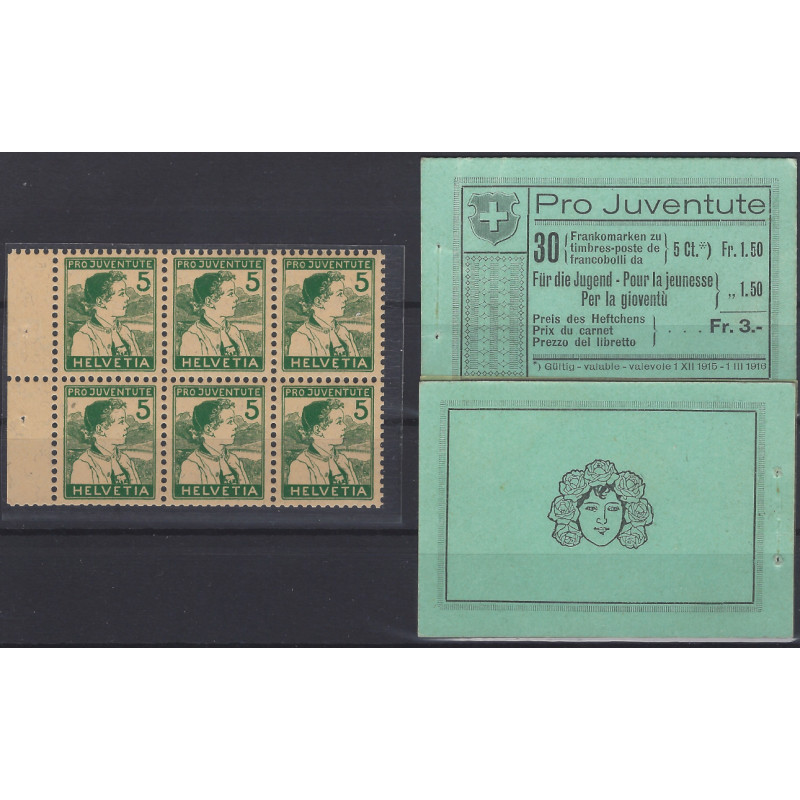 PRO JUVENTUTE
5
HELVETIA
PRO JUVENTUTE
5
HELVETIA
PRO JUVENTUTE
5
HELVETIA
PRO JUVENTUTE
5
HELVETIA
PRO JUVENTUTE
5
HELVETIA
PRO JUVENTUTE
5
HELVETIA
Pro Juventute
30 { Frankomarken zu
timbres-poste de
francobolli da } 5 Ct.*) Fr. 1.50
Für die Jugend - Pour la jeunesse
Per la gioventù } ,, 1.50
Preis des Heftchens
Prix du carnet
Prezzo del libretto } . . . Fr. 3.-
*) Gültig - valable - valevole 1 XII 1915 - 1 III 1916